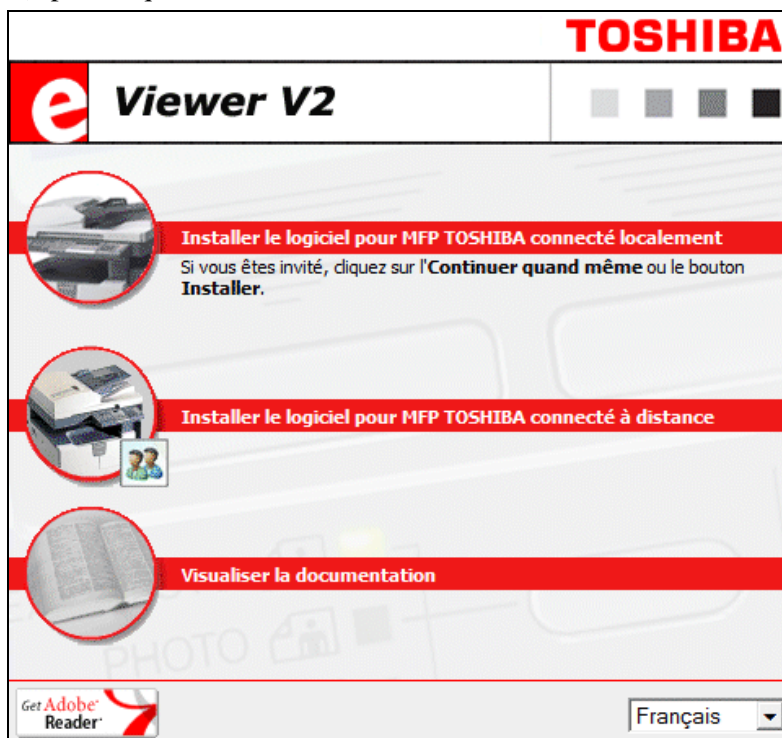 TOSHIBA
e Viewer V2
Installer le logiciel pour MFP TOSHIBA connecté localement
Si vous êtes invité, cliquez sur l'Continuer quand même ou le bouton
Installer.
Installer le logiciel pour MFP TOSHIBA connecté à distance
Visualiser la documentation
PHOTO
Get Adobe
Reader
Français